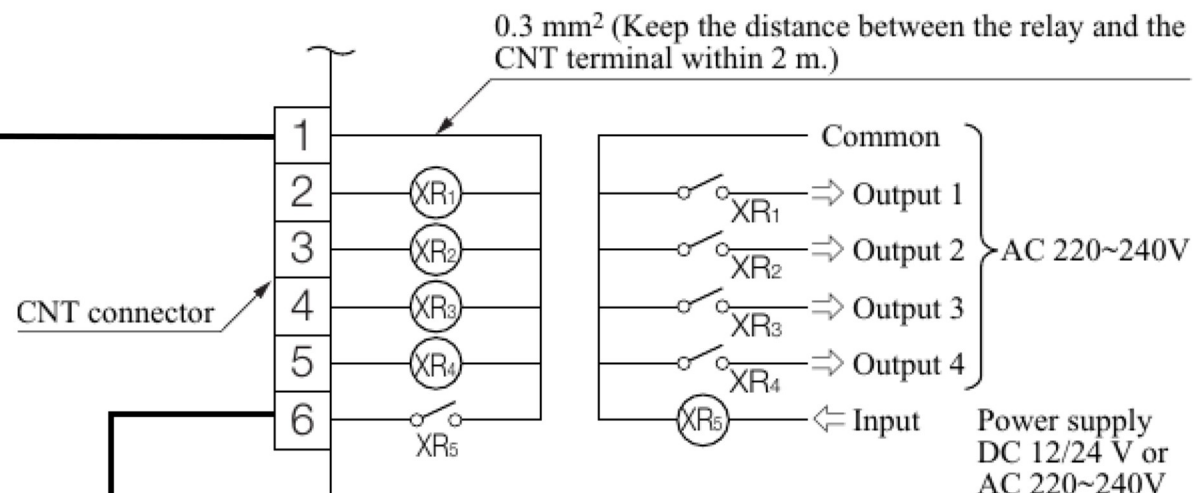 0.3 mm² (Keep the distance between the relay and the
CNT terminal within 2 m.)
1
Common
2
XR₁
XR₁
Output 1
3
XR₂
XR₂
Output 2
AC 220~240V
CNT connector
4
XR₃
XR₃
Output 3
5
XR₄
XR₄
Output 4
6
XR₅
XR₅
Input
Power supply
DC 12/24 V or
AC 220~240V